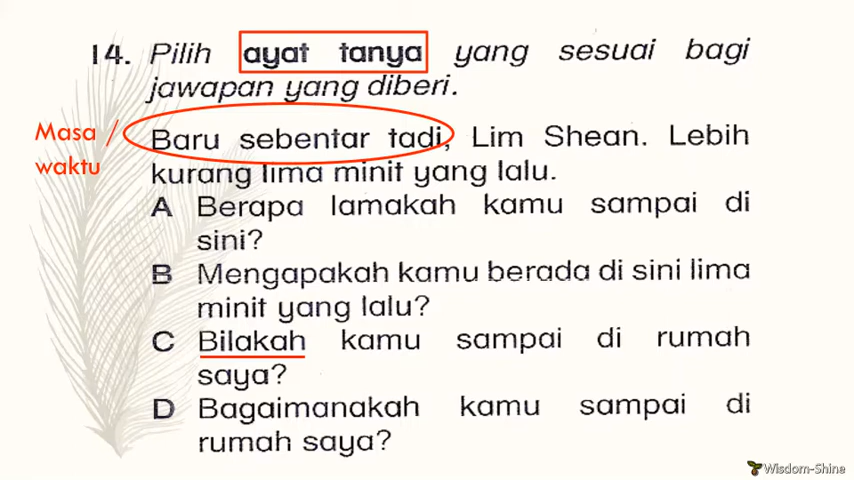 14. Pilih ayat tanya yang sesuai bagi
jawapan yang diberi.
Masa /
waktu
Baru sebentar tadi, Lim Shean. Lebih
kurang lima minit yang lalu.
A Berapa lamakah kamu sampai di
sini?
B Mengapakah kamu berada di sini lima
minit yang lalu?
C Bilakah kamu sampai di rumah
saya?
D Bagaimanakah kamu sampai di
rumah saya?
Wisdom-Shine